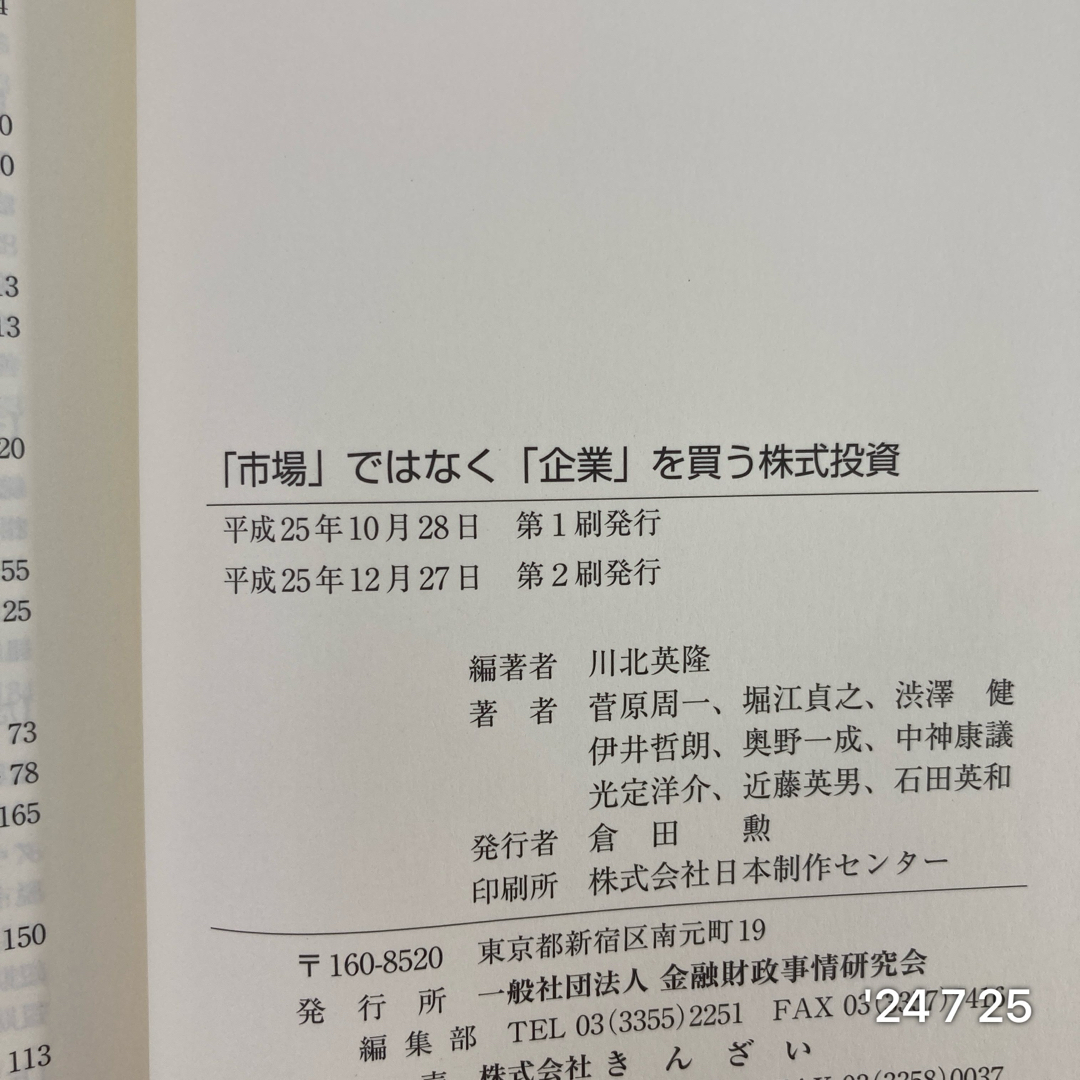 「市場」ではなく「企業」を買う株式投資
平成25年10月28日 第1刷発行
平成25年12月27日 第2刷発行
編著者 川北英隆
著 者 菅原周一、堀江貞之、渋澤 健
伊井哲朗、奥野一成、中神康議
光定洋介、近藤英男、石田英和
発行者 倉 田 勲
印刷所 株式会社日本制作センター
〒160-8520 東京都新宿区南元町19
発 行 所 一般社団法人 金融財政事情研究会
編 集 部 TEL 03(3355)2251 FAX 03
株式会社 き ん ざ い
'24 7 25
0
0
13
13
20
55
25
73
78
165
150
113